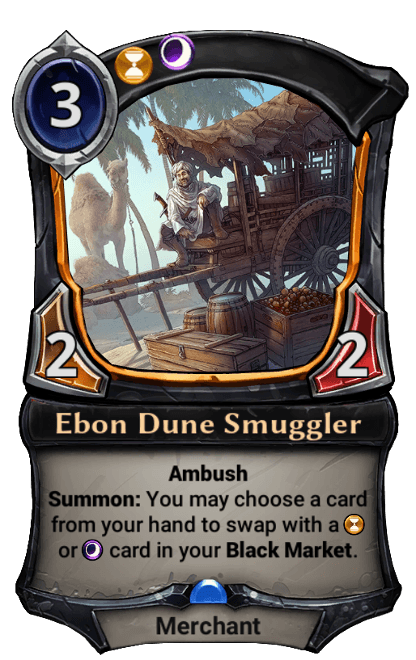 3
2
2
Ebon Dune Smuggler
Ambush
Summon: You may choose a card
from your hand to swap with a
or card in your Black Market.
Merchant